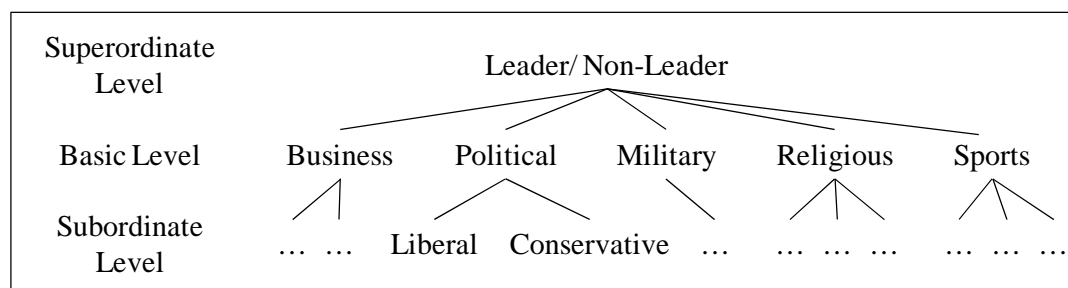 Superordinate
Level
Leader/ Non-Leader
Basic Level Business Political Military Religious Sports
Subordinate
Level
… … Liberal Conservative … … … … … … …